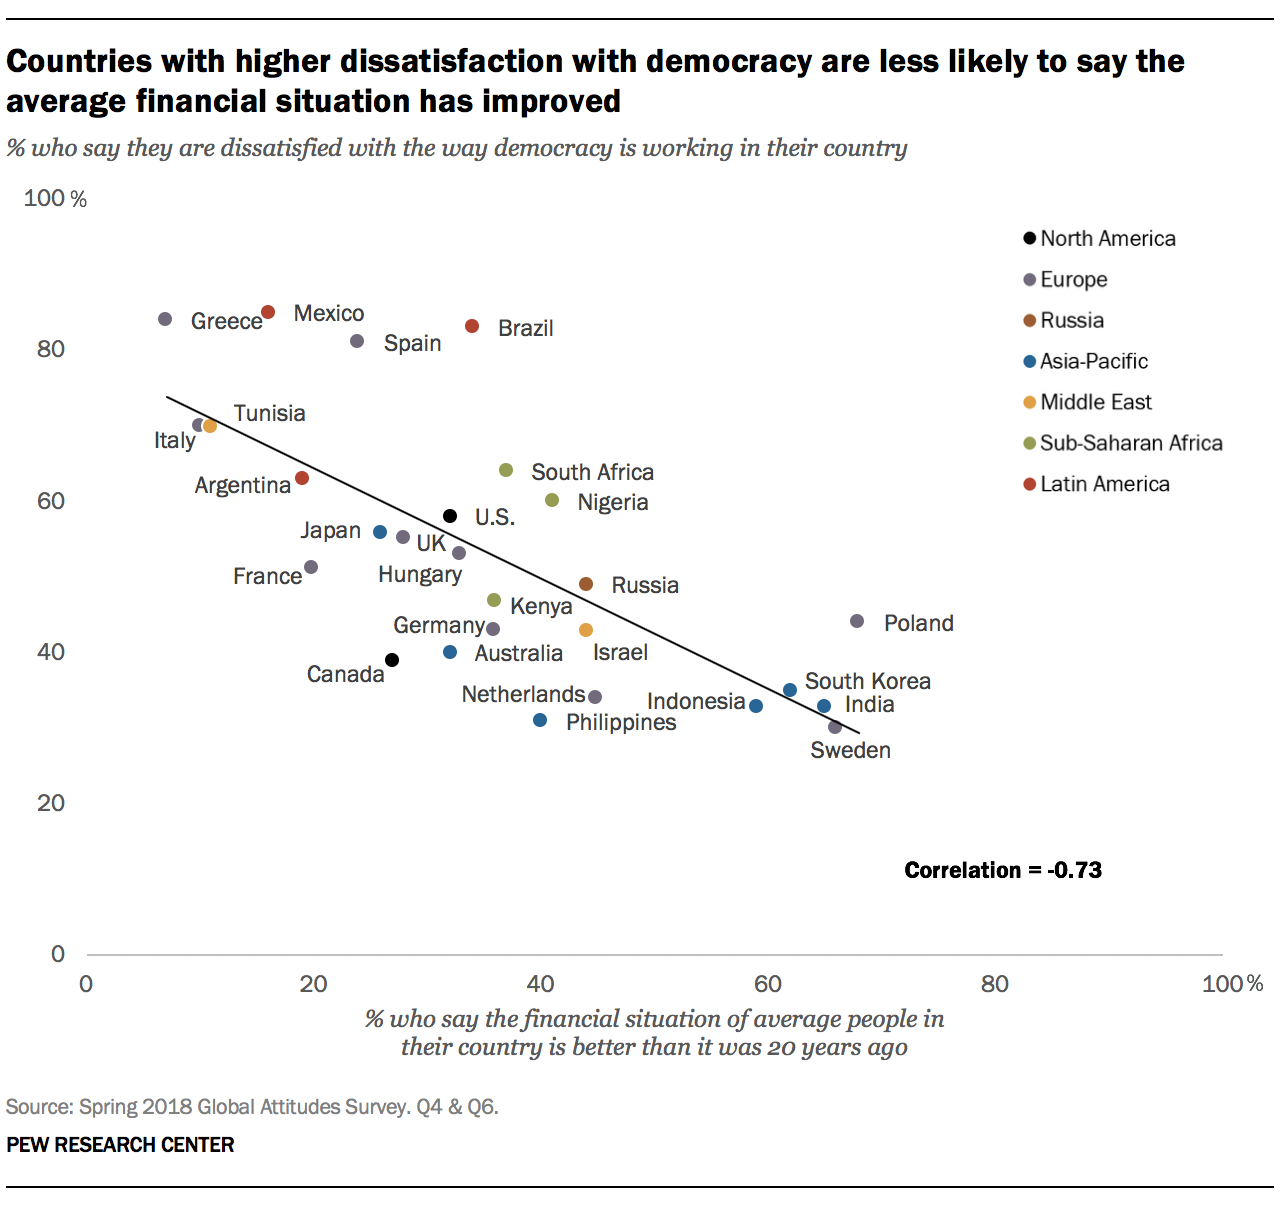 Countries with higher dissatisfaction with democracy are less likely to say the
average financial situation has improved
% who say they are dissatisfied with the way democracy is working in their country
100 %
North America
Europe
Russia
Asia-Pacific
Middle East
Sub-Saharan Africa
Latin America
Greece
Mexico
Brazil
80
Spain
Tunisia
Italy
Argentina
South Africa
60
Nigeria
U.S.
Japan
UK
Hungary
France
Russia
Kenya
Germany
Poland
40
Australia
Israel
Canada
South Korea
Netherlands
Indonesia
India
Philippines
Sweden
20
Correlation = -0.73
0
0
20
40
60
80
100 %
% who say the financial situation of average people in
their country is better than it was 20 years ago
Source: Spring 2018 Global Attitudes Survey. Q4 & Q6.
PEW RESEARCH CENTER